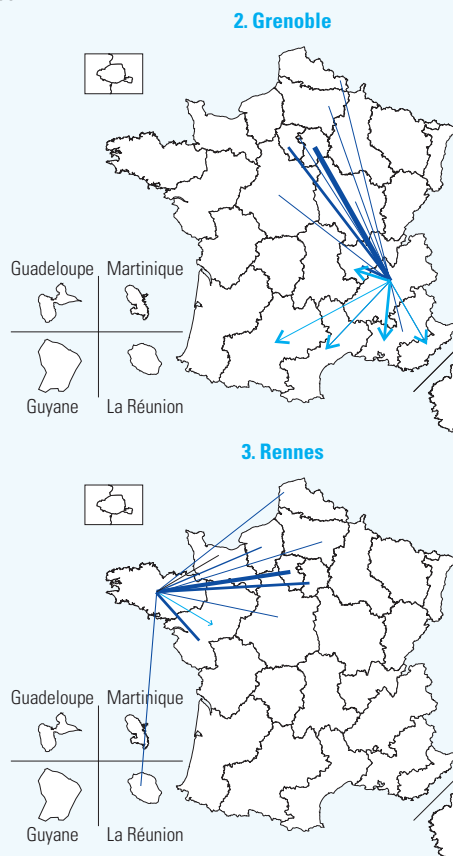 2. Grenoble
Guadeloupe Martinique
Guyane La Réunion
3. Rennes
Guadeloupe Martinique
Guyane La Réunion